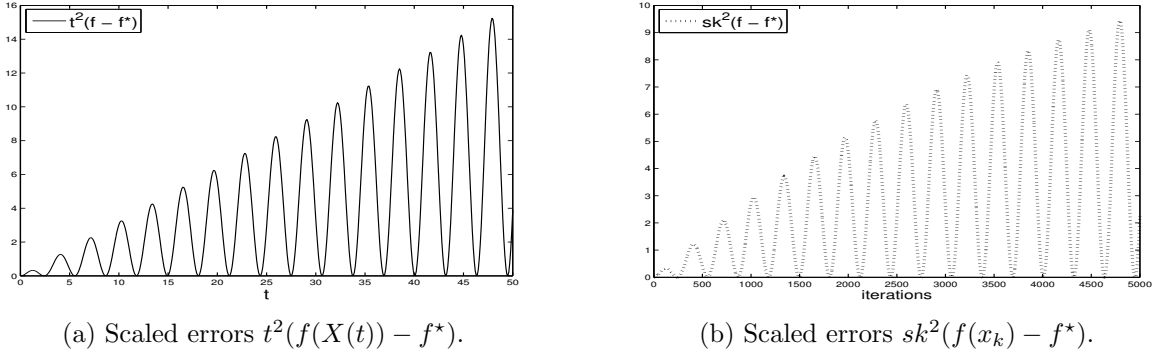 t²(f − f*)
16
14
12
10
8
6
4
2
0
0 5 10 15 20 25 30 35 40 45 50
t
(a) Scaled errors t²(f(X(t)) − f*).
sk²(f − f*)
10
9
8
7
6
5
4
3
2
1
0
0 500 1000 1500 2000 2500 3000 3500 4000 4500 5000
iterations
(b) Scaled errors sk²(f(xₖ) − f*).